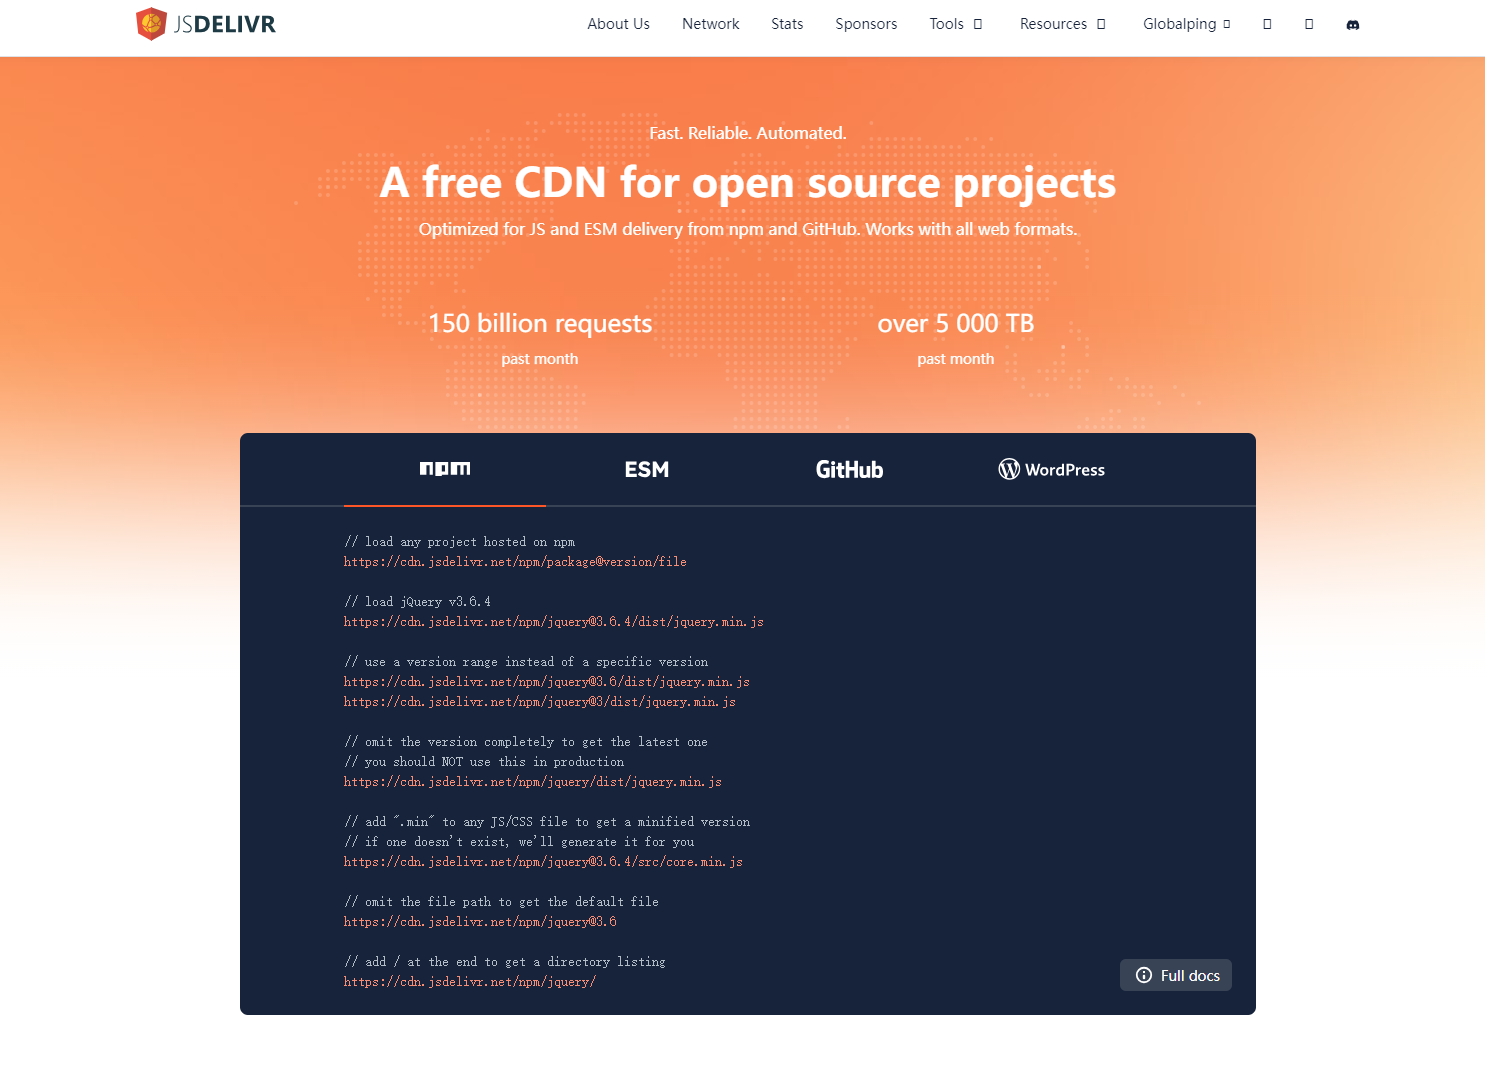 JSDELIVR
About Us Network Stats Sponsors Tools Resources Globalping
Fast. Reliable. Automated.
A free CDN for open source projects
Optimized for JS and ESM delivery from npm and GitHub. Works with all web formats.
150 billion requests
past month
over 5 000 TB
past month
npm ESM GitHub WordPress
// load any project hosted on npm
https://cdn.jsdelivr.net/npm/package@version/file
// load jQuery v3.6.4
https://cdn.jsdelivr.net/npm/jquery@3.6.4/dist/jquery.min.js
// use a version range instead of a specific version
https://cdn.jsdelivr.net/npm/jquery@3.6/dist/jquery.min.js
https://cdn.jsdelivr.net/npm/jquery@3/dist/jquery.min.js
// omit the version completely to get the latest one
// you should NOT use this in production
https://cdn.jsdelivr.net/npm/jquery/dist/jquery.min.js
// add ".min" to any JS/CSS file to get a minified version
// if one doesn't exist, we'll generate it for you
https://cdn.jsdelivr.net/npm/jquery@3.6.4/src/core.min.js
// omit the file path to get the default file
https://cdn.jsdelivr.net/npm/jquery@3.6
// add / at the end to get a directory listing
https://cdn.jsdelivr.net/npm/jquery/
Full docs